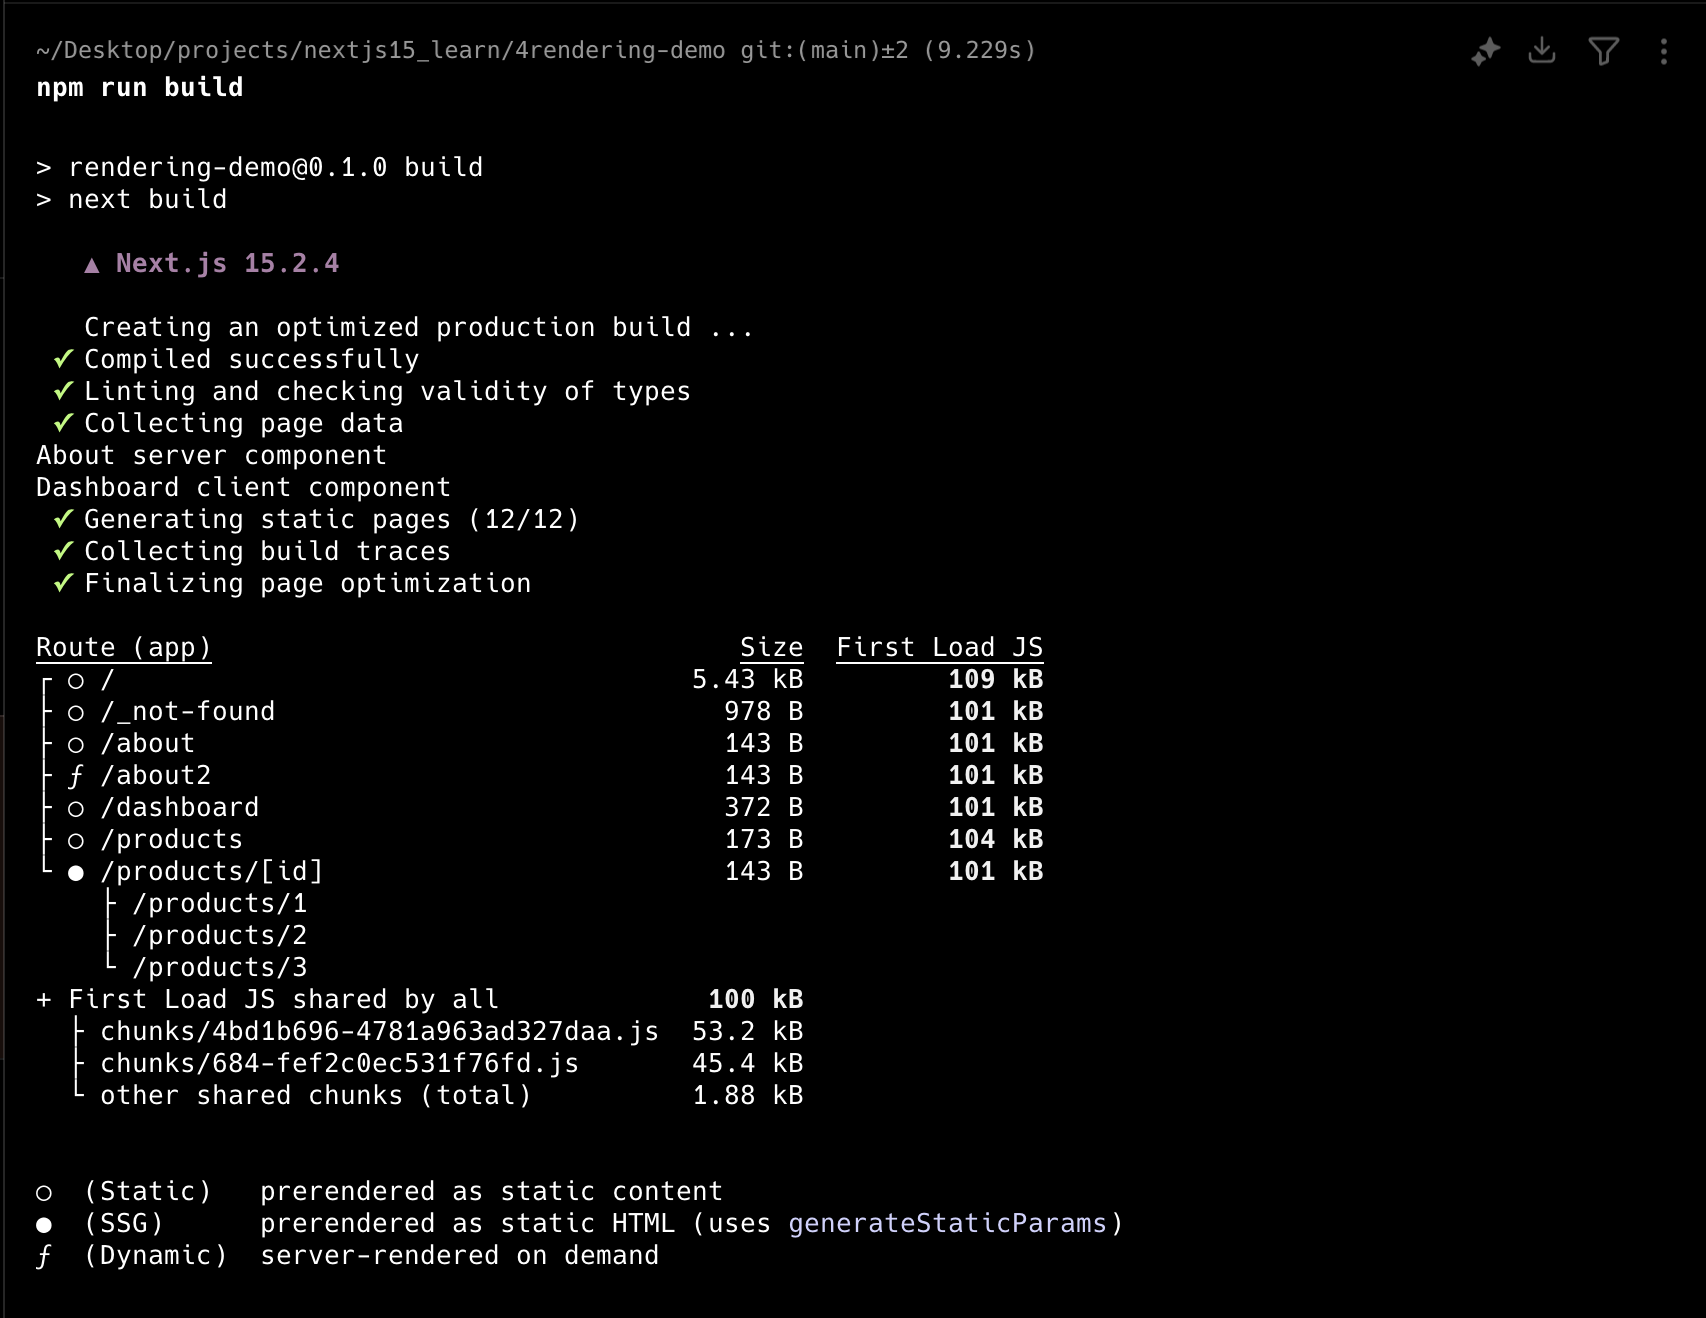 ~/Desktop/projects/nextjs15_learn/4rendering-demo git:(main)±2 (9.229s)
npm run build
> rendering-demo@0.1.0 build
> next build
▲ Next.js 15.2.4
Creating an optimized production build ...
✓ Compiled successfully
✓ Linting and checking validity of types
✓ Collecting page data
About server component
Dashboard client component
✓ Generating static pages (12/12)
✓ Collecting build traces
✓ Finalizing page optimization
Route (app) Size First Load JS
┌ ○ / 5.43 kB 109 kB
├ ○ /_not-found 978 B 101 kB
├ ○ /about 143 B 101 kB
├ ƒ /about2 143 B 101 kB
├ ○ /dashboard 372 B 101 kB
├ ○ /products 173 B 104 kB
└ ● /products/[id] 143 B 101 kB
├ /products/1
├ /products/2
└ /products/3
+ First Load JS shared by all 100 kB
├ chunks/4bd1b696-4781a963ad327daa.js 53.2 kB
├ chunks/684-fef2c0ec531f76fd.js 45.4 kB
└ other shared chunks (total) 1.88 kB
○ (Static) prerendered as static content
● (SSG) prerendered as static HTML (uses generateStaticParams)
ƒ (Dynamic) server-rendered on demand